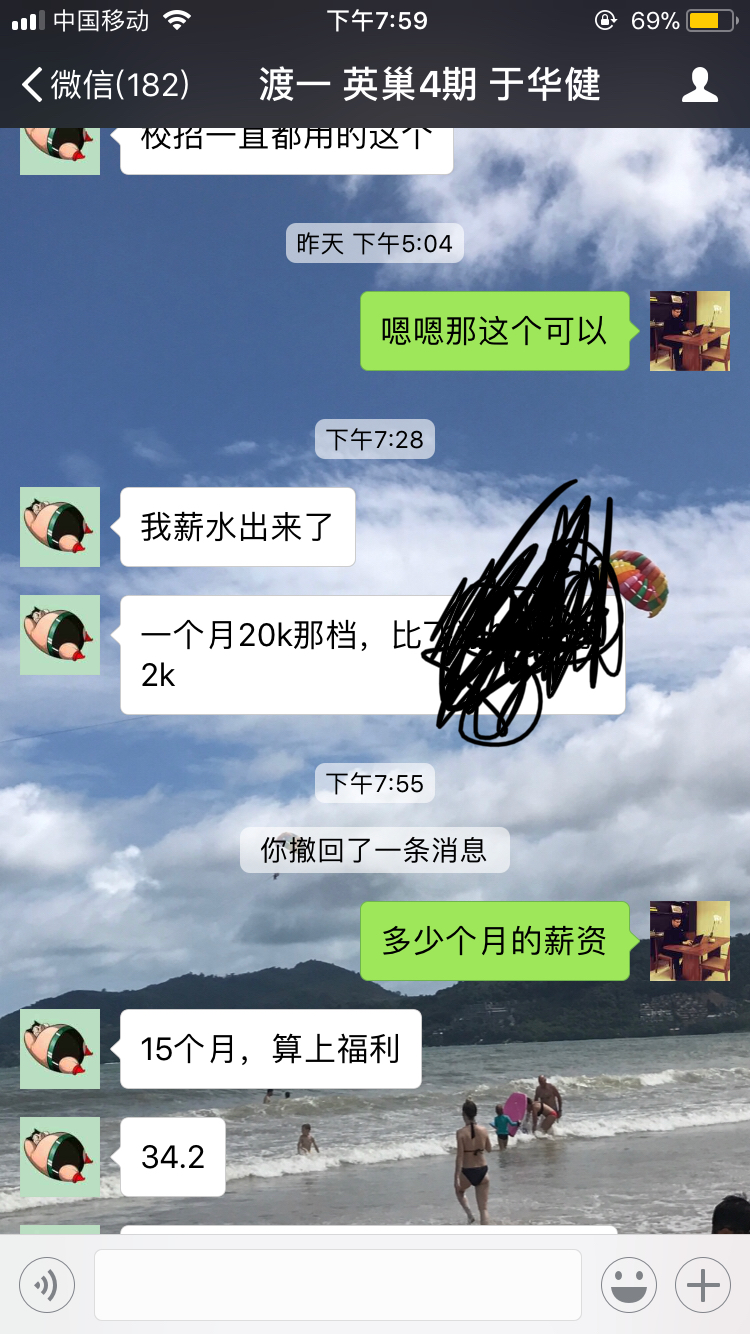 中国移动 下午7:59 69%
微信(182) 渡一 英巢4期 于华健
校招一直都用的这个
昨天 下午5:04
嗯嗯那这个可以
下午7:28
我薪水出来了
一个月20k那档，比
2k
下午7:55
你撤回了一条消息
多少个月的薪资
15个月，算上福利
34.2